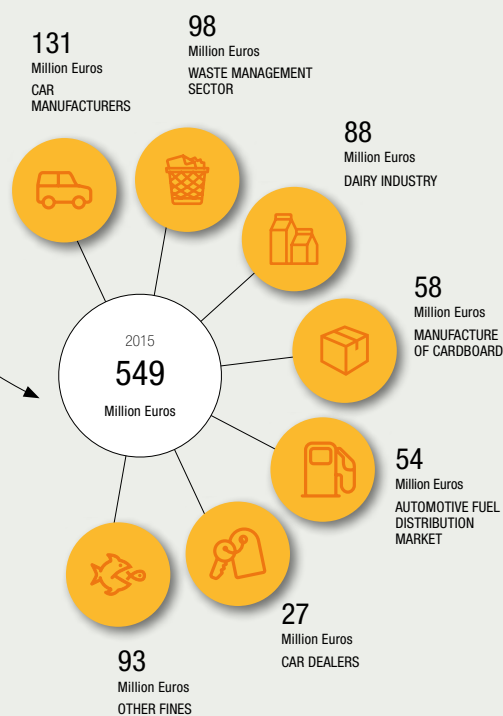 131
Million Euros
CAR
MANUFACTURERS
98
Million Euros
WASTE MANAGEMENT
SECTOR
88
Million Euros
DAIRY INDUSTRY
58
Million Euros
MANUFACTURE
OF CARDBOARD
2015
549
Million Euros
54
Million Euros
AUTOMOTIVE FUEL
DISTRIBUTION
MARKET
27
Million Euros
CAR DEALERS
93
Million Euros
OTHER FINES